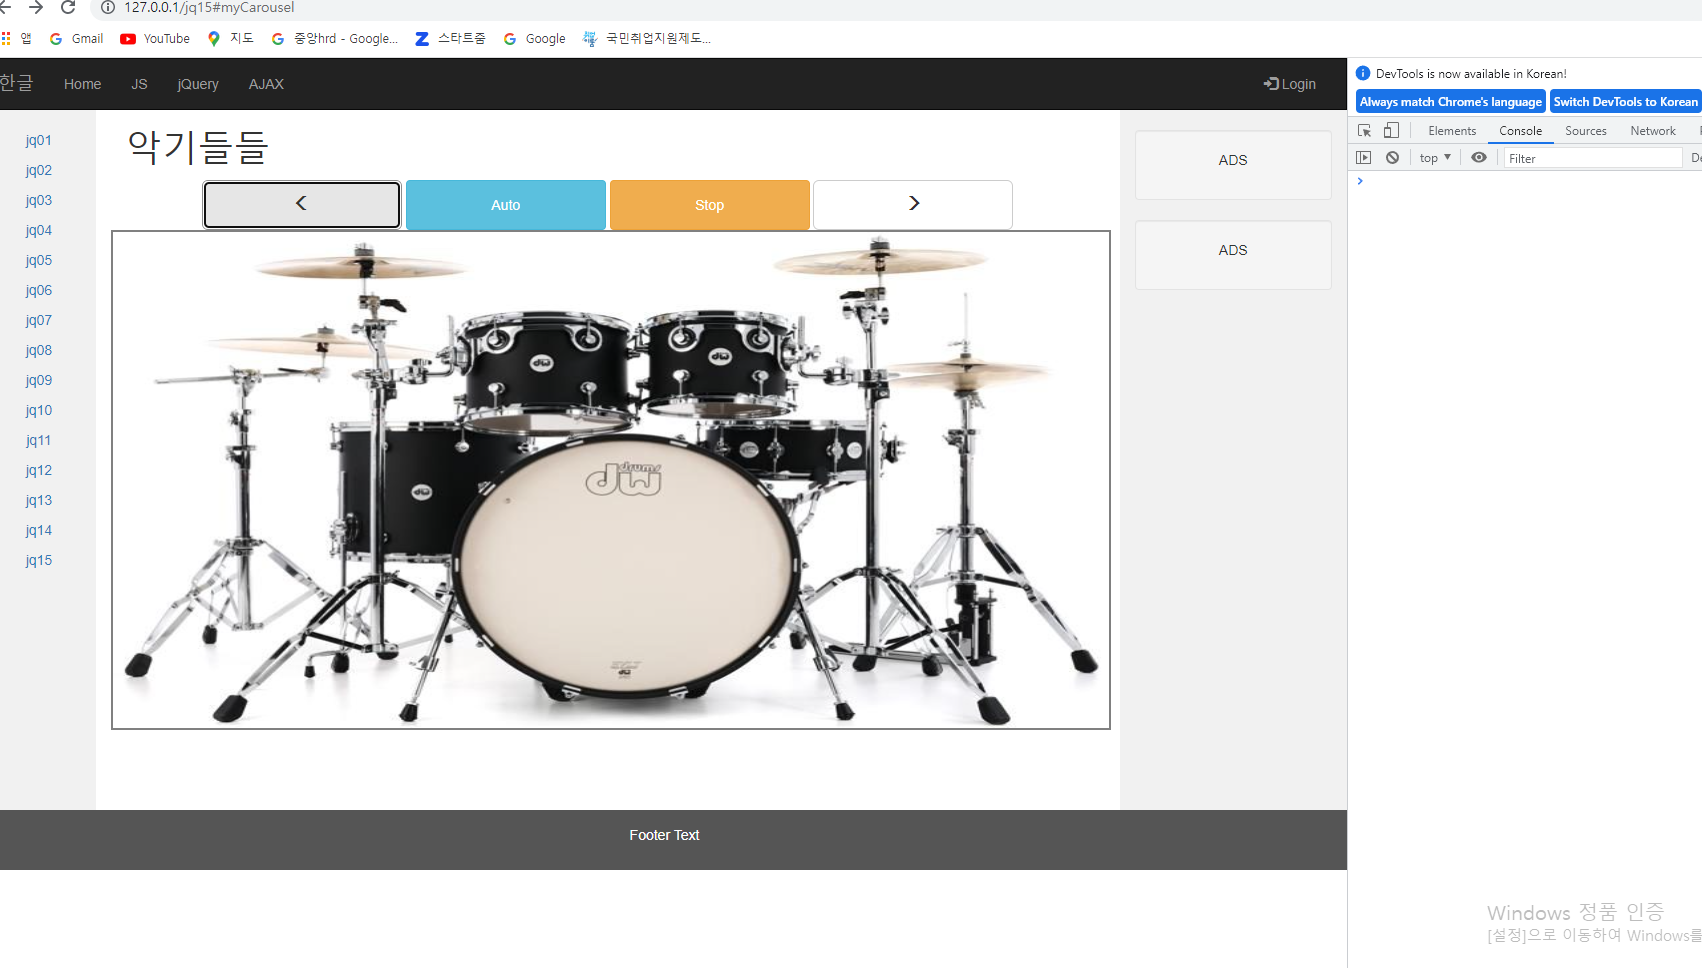 127.0.0.1/jq15#myCarousel
앱 Gmail YouTube 지도 중앙hrd - Google... 스타트줌 Google 국민취업지원제도...
한글 Home JS jQuery AJAX Login
DevTools is now available in Korean!
Always match Chrome's language Switch DevTools to Korean
Elements Console Sources Network
top Filter De
jq01
jq02
jq03
jq04
jq05
jq06
jq07
jq08
jq09
jq10
jq11
jq12
jq13
jq14
jq15
악기들들
Auto Stop
drums
dw
dw
dw
dw
ADS
ADS
Footer Text
Windows 정품 인증
[설정]으로 이동하여 Windows를